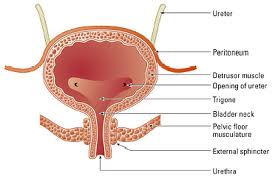 Ureter
Peritoneum
Detrusor muscle
Opening of ureter
Trigone
Bladder neck
Pelvic floor
musculature
External sphincter
Urethra